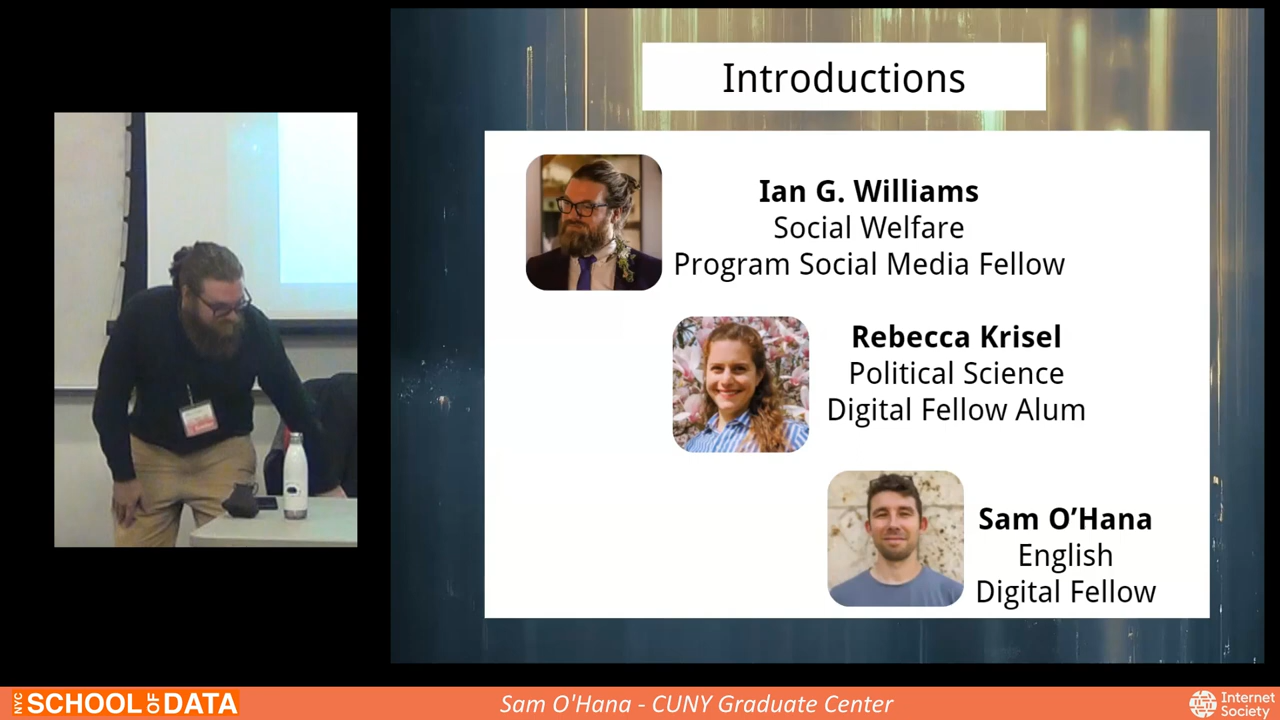 Introductions
Ian G. Williams
Social Welfare
Program Social Media Fellow
Rebecca Krisel
Political Science
Digital Fellow Alum
Sam O’Hana
English
Digital Fellow
NYC SCHOOL OF DATA
Sam O'Hana - CUNY Graduate Center
Internet
Society